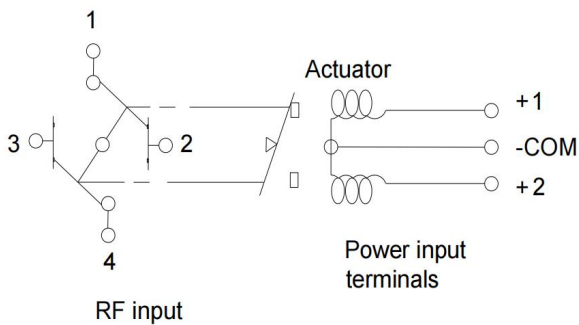 1
Actuator
+1
3
2
-COM
+2
4
Power input
terminals
RF input